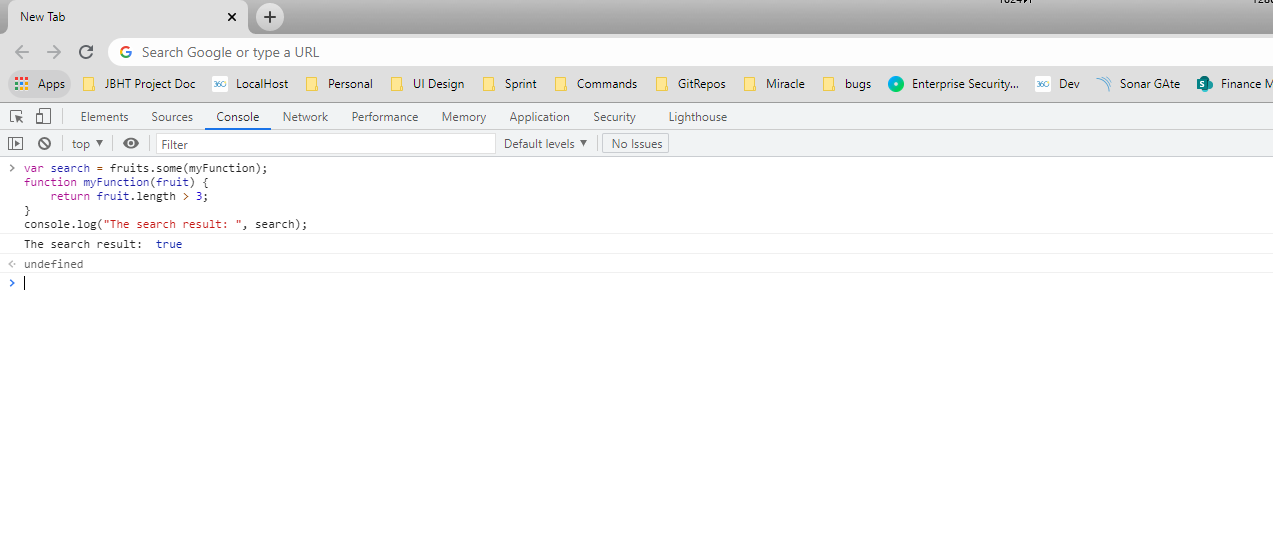 New Tab
Search Google or type a URL
Apps JBHT Project Doc 360 LocalHost Personal UI Design Sprint Commands GitRepos Miracle bugs Enterprise Security... 360 Dev Sonar GAte S Finance M
Elements Sources Console Network Performance Memory Application Security Lighthouse
top ▼ Filter Default levels ▼ No Issues
> var search = fruits.some(myFunction);
function myFunction(fruit) {
    return fruit.length > 3;
}
console.log("The search result: ", search);
The search result:  true
undefined
>